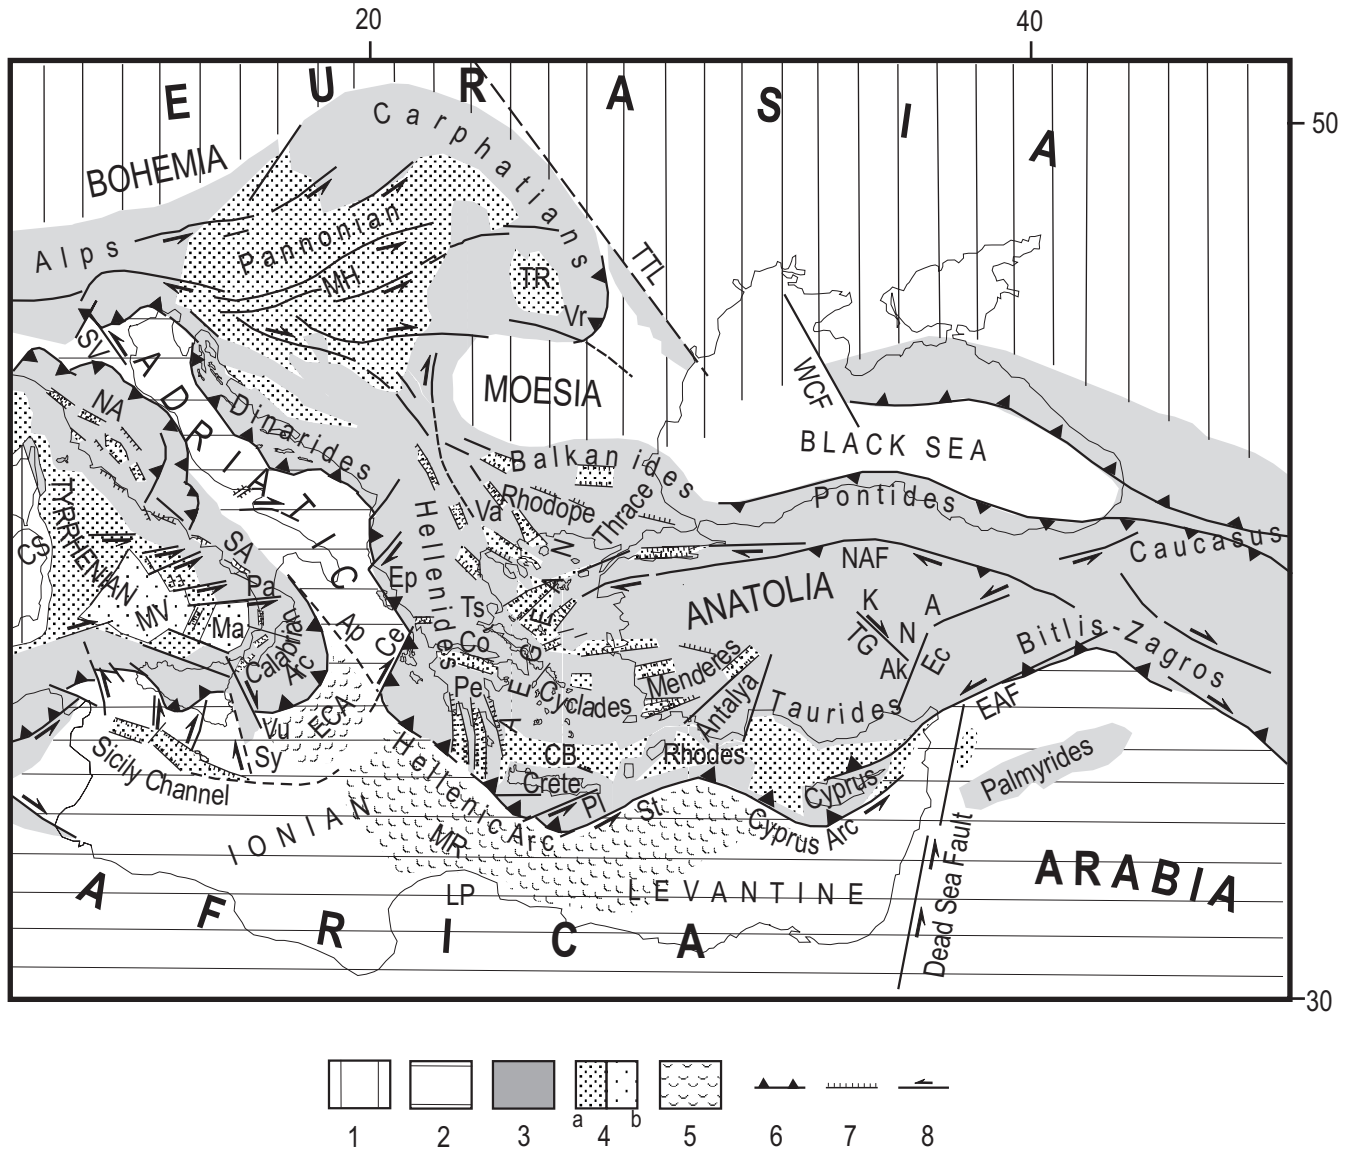 20
40
50
30
E U R A S I A
BOHEMIA
Carphatians
Alps
Pannonian
MH
TR
Vr
TTL
SV
ADRIATIC
MOESIA
WCF
BLACK SEA
NA
Dinarides
Balkanides
Rhodope
Thrace
Va
Pontides
Caucasus
TYRRHENIAN
CS
SA
Hellenides
N
NAF
ANATOLIA
Pa
MV
Ma
Ep
Ap
Ce
Ts
Co
Pe
AEGEAN
K
A
N
TG
Ak
Ec
Bitlis-Zagros
Calabrian
Arc
Cyclades
Menderes
Antalya
Taurides
EAF
Vu
ECA
Sy
Sicily Channel
CB
Rhodes
Crete
Cyprus
Palmyrides
Hellenic Arc
Pl
St
Cyprus Arc
IONIAN
MR
LP
LEVANTINE
Dead Sea Fault
ARABIA
A F R I C A
a
b
1
2
3
4
5
6
7
8